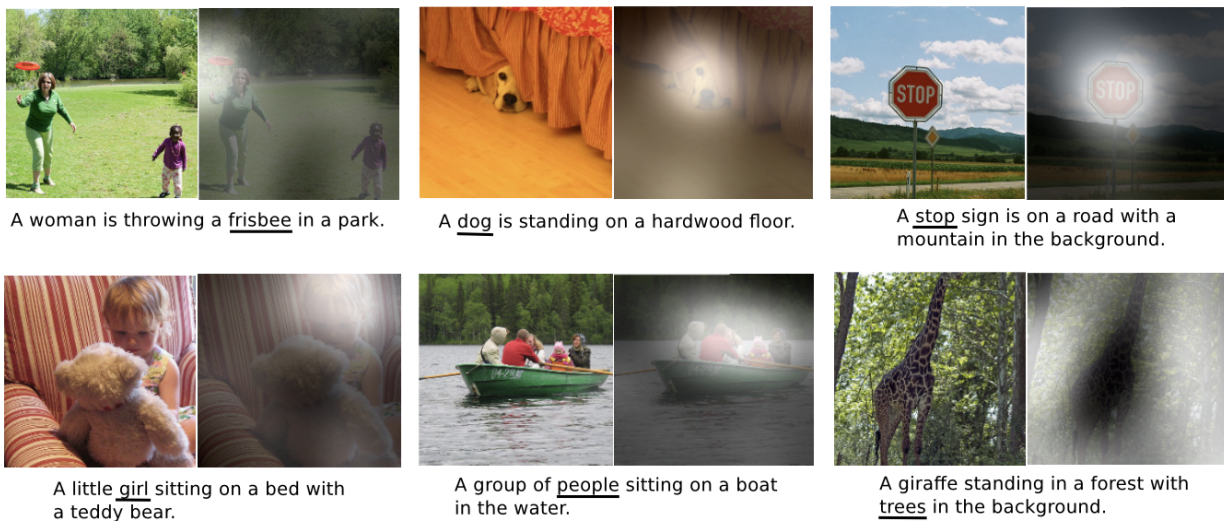 STOP
STOP
A woman is throwing a frisbee in a park.
A dog is standing on a hardwood floor.
A stop sign is on a road with a
mountain in the background.
A little girl sitting on a bed with
a teddy bear.
A group of people sitting on a boat
in the water.
A giraffe standing in a forest with
trees in the background.